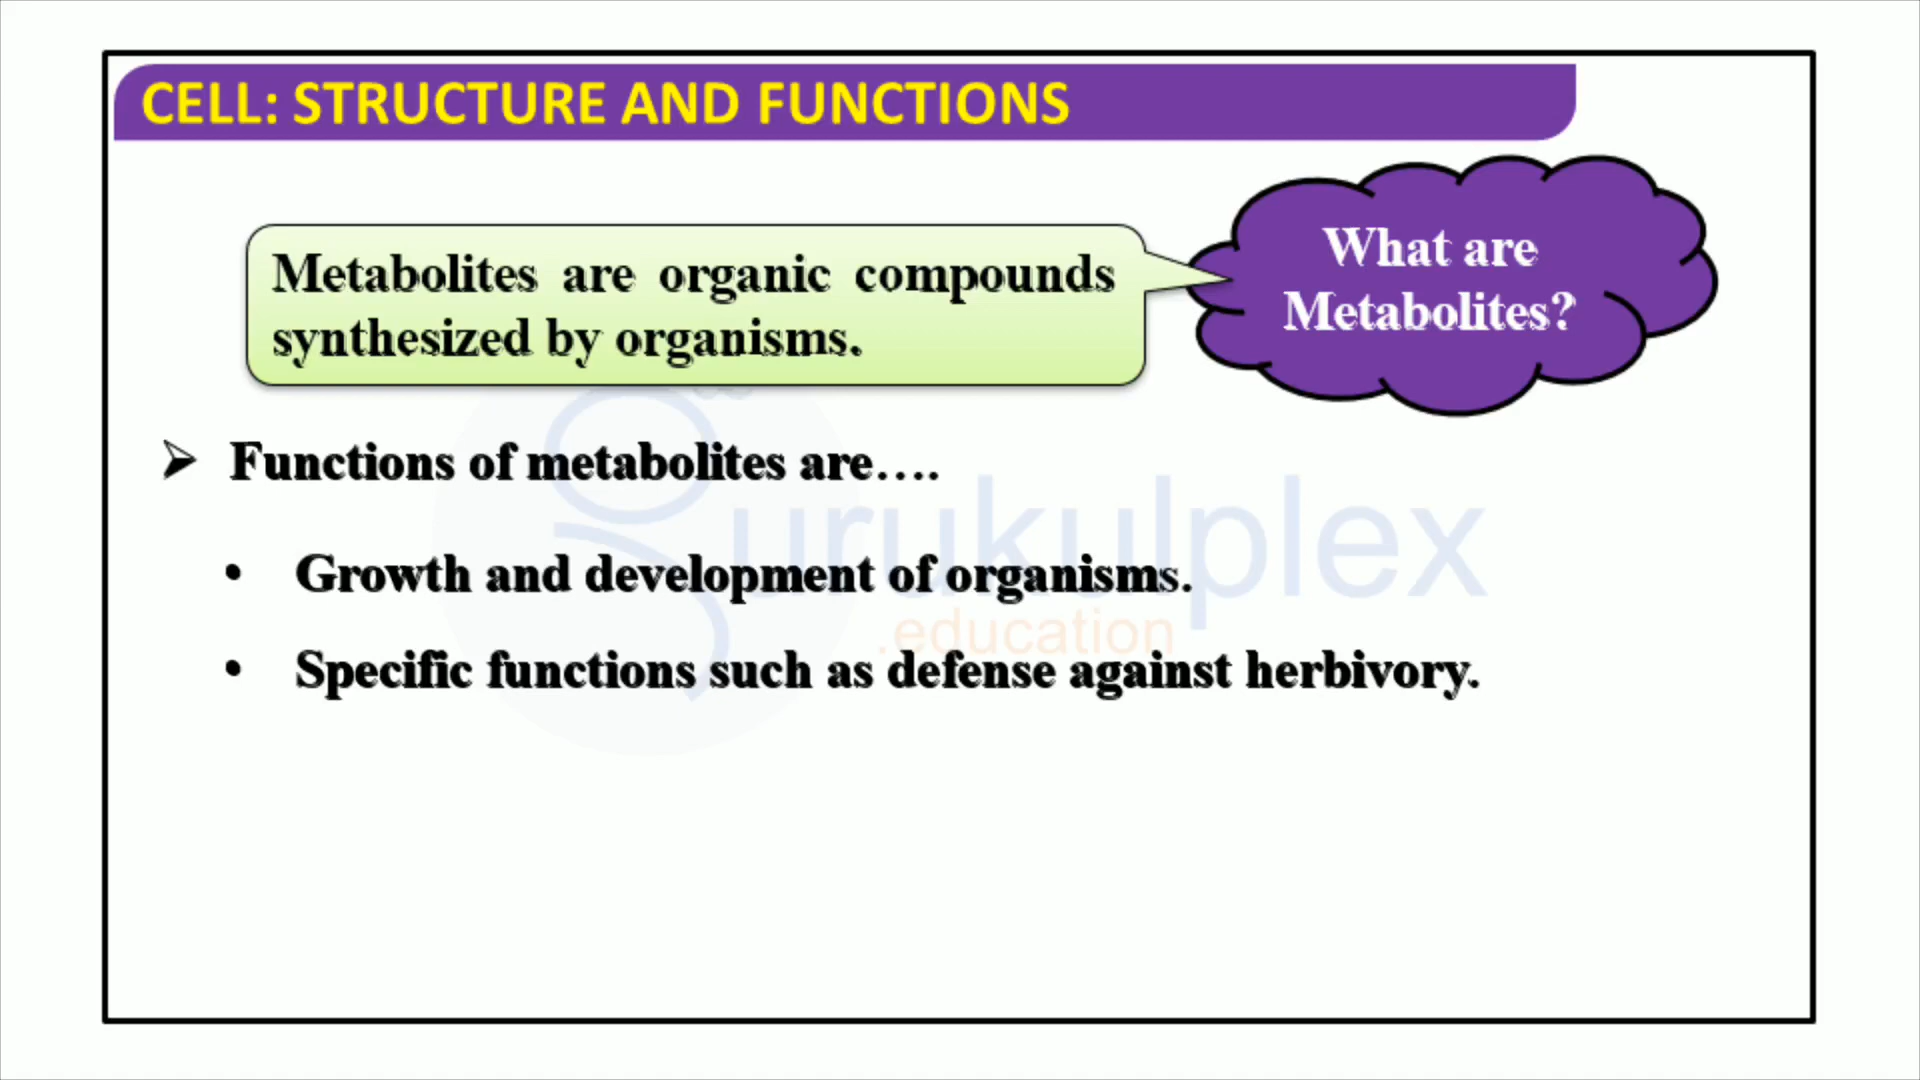 CELL: STRUCTURE AND FUNCTIONS
What are
Metabolites?
Metabolites are organic compounds
synthesized by organisms.
➢ Functions of metabolites are….
• Growth and development of organisms.
• Specific functions such as defense against herbivory.
gurukulplex
.education